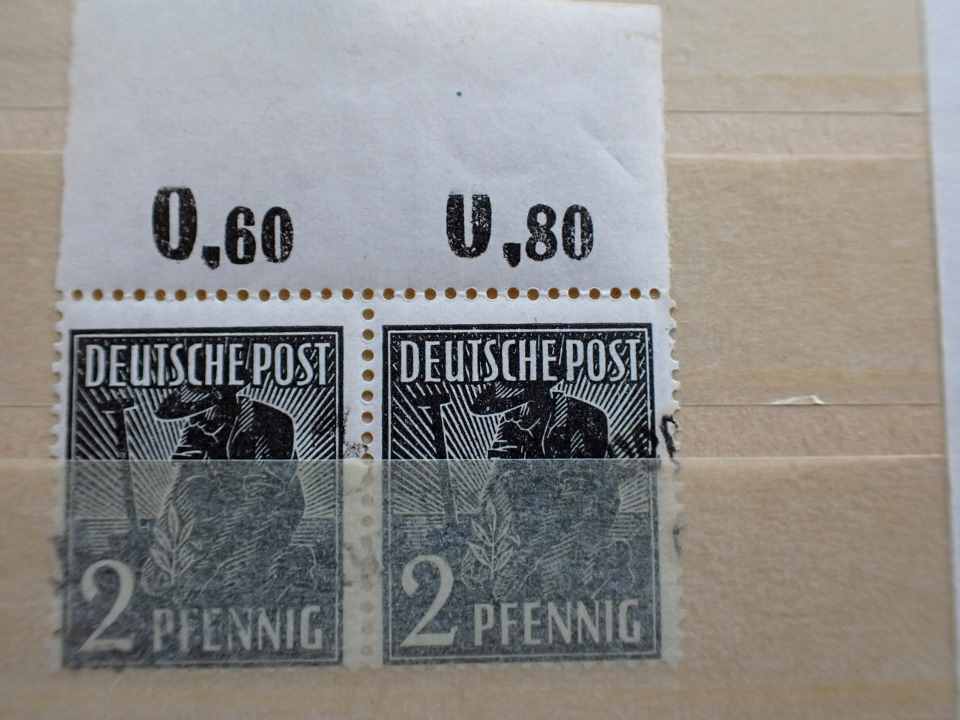 0,60 0,80
DEUTSCHE POST DEUTSCHE POST
2 PFENNIG 2 PFENNIG